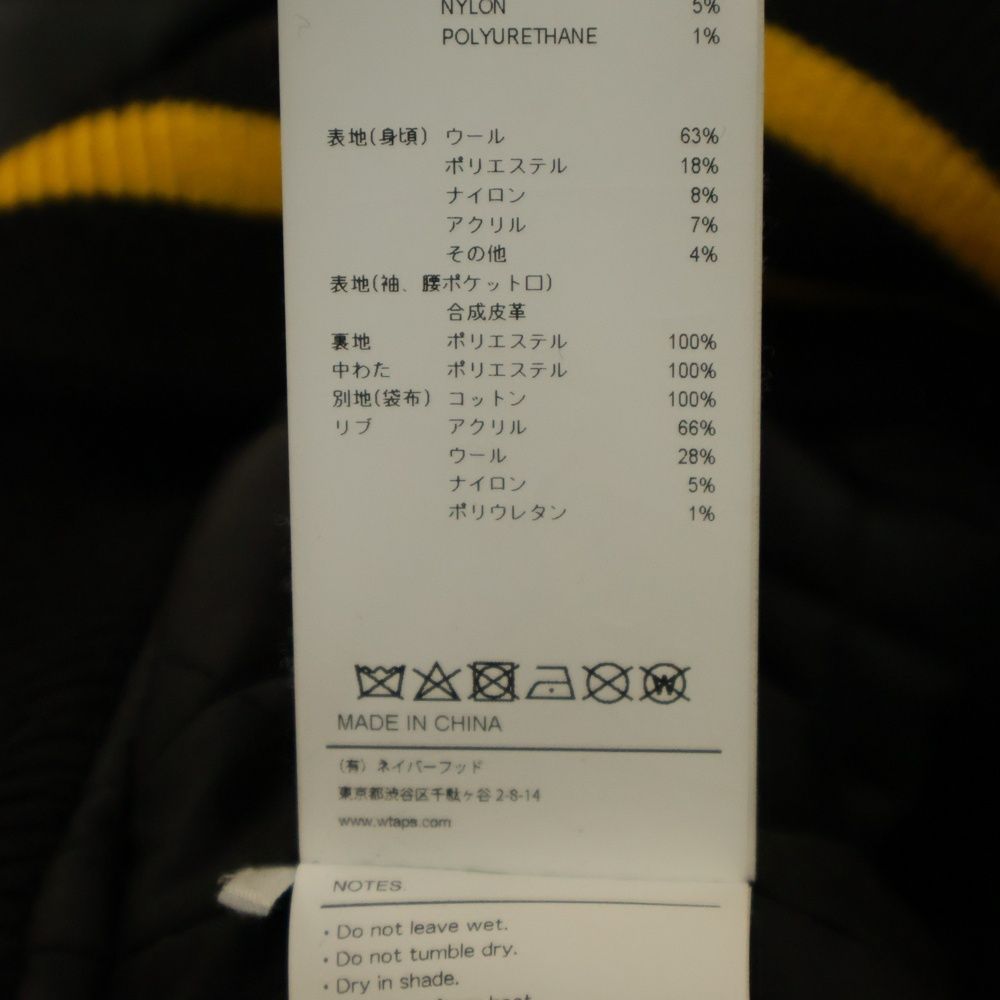 NYLON 5%
POLYURETHANE 1%
表地(身頃) ウール 63%
ポリエステル 18%
ナイロン 8%
アクリル 7%
その他 4%
表地(袖、腰ポケット口)
合成皮革
裏地 ポリエステル 100%
中わた ポリエステル 100%
別地(袋布) コットン 100%
リブ アクリル 66%
ウール 28%
ナイロン 5%
ポリウレタン 1%
W
MADE IN CHINA
(有) ネイバーフッド
東京都渋谷区千駄ヶ谷 2-8-14
www.wtaps.com
NOTES
• Do not leave wet.
• Do not tumble dry.
• Dry in shade.